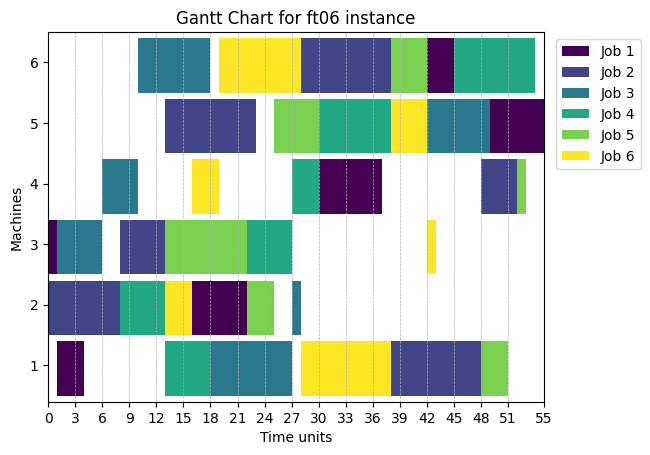 Gantt Chart for ft06 instance
Machines
6
5
4
3
2
1
0 3 6 9 12 15 18 21 24 27 30 33 36 39 42 45 48 51 55
Time units
Job 1
Job 2
Job 3
Job 4
Job 5
Job 6